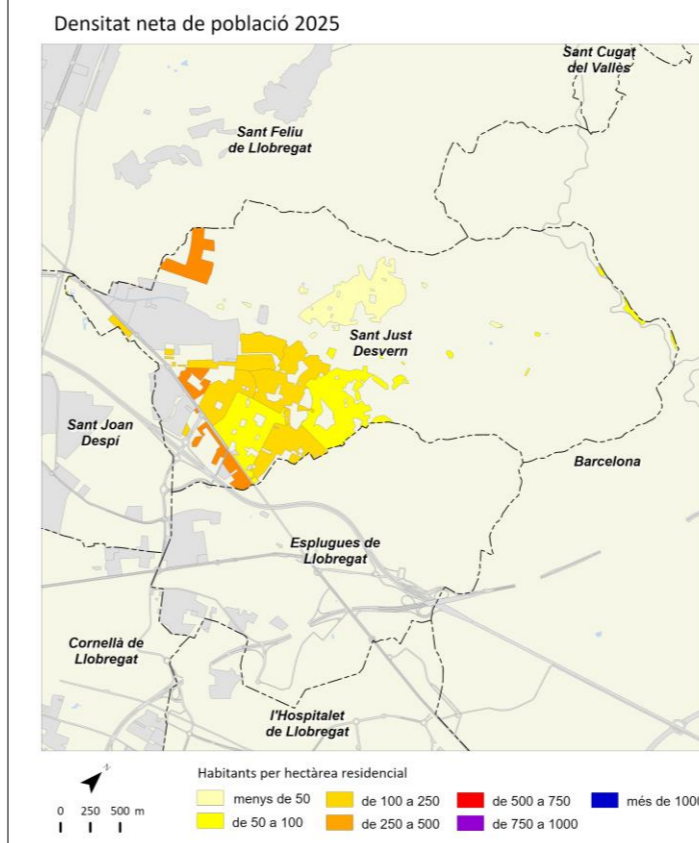 Densitat neta de població 2025
Sant Cugat
del Vallès
Sant Feliu
de Llobregat
Sant Just
Desvern
Sant Joan
Despí
Barcelona
Esplugues de
Llobregat
Cornellà de
Llobregat
l'Hospitalet
de Llobregat
N
0 250 500 m
Habitants per hectàrea residencial
menys de 50
de 100 a 250
de 500 a 750
més de 1000
de 50 a 100
de 250 a 500
de 750 a 1000